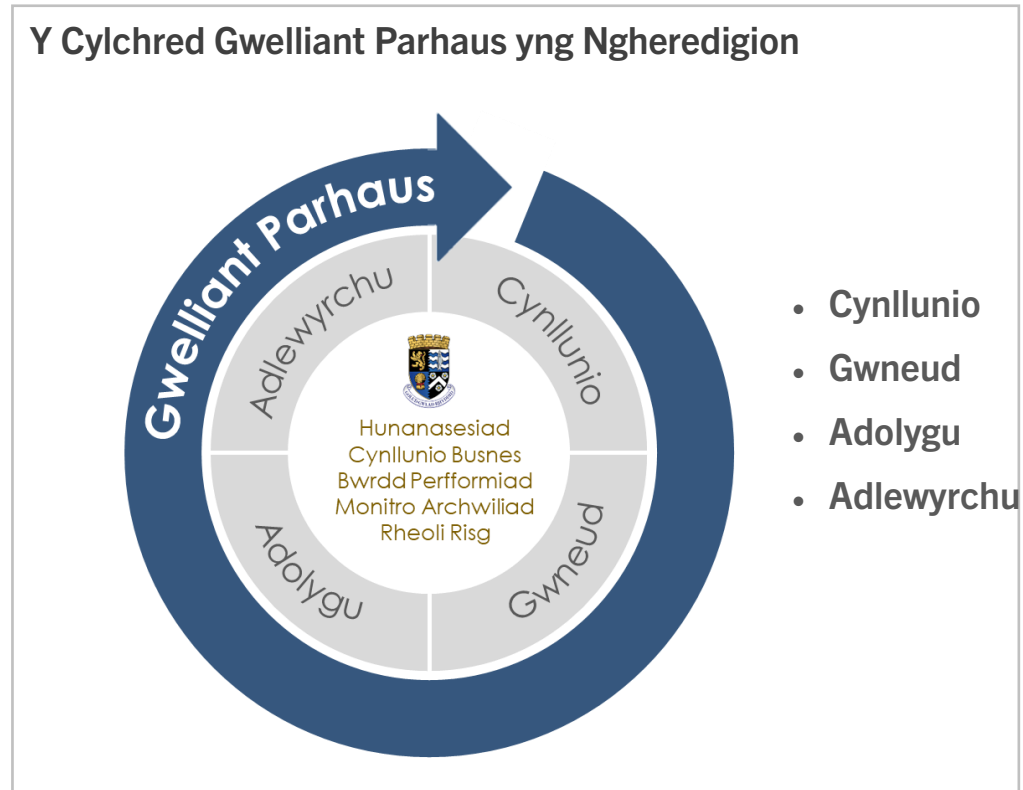 Y Cylchred Gwelliant Parhaus yng Ngheredigion
Gwelliant Parhaus
Adlewyrchu
Cynllunio
Adolygu
Gwneud
Hunanasesiad
Cynllunio Busnes
Bwrdd Perfformiad
Monitro Archwiliad
Rheoli Risg
• Cynllunio
• Gwneud
• Adolygu
• Adlewyrchu